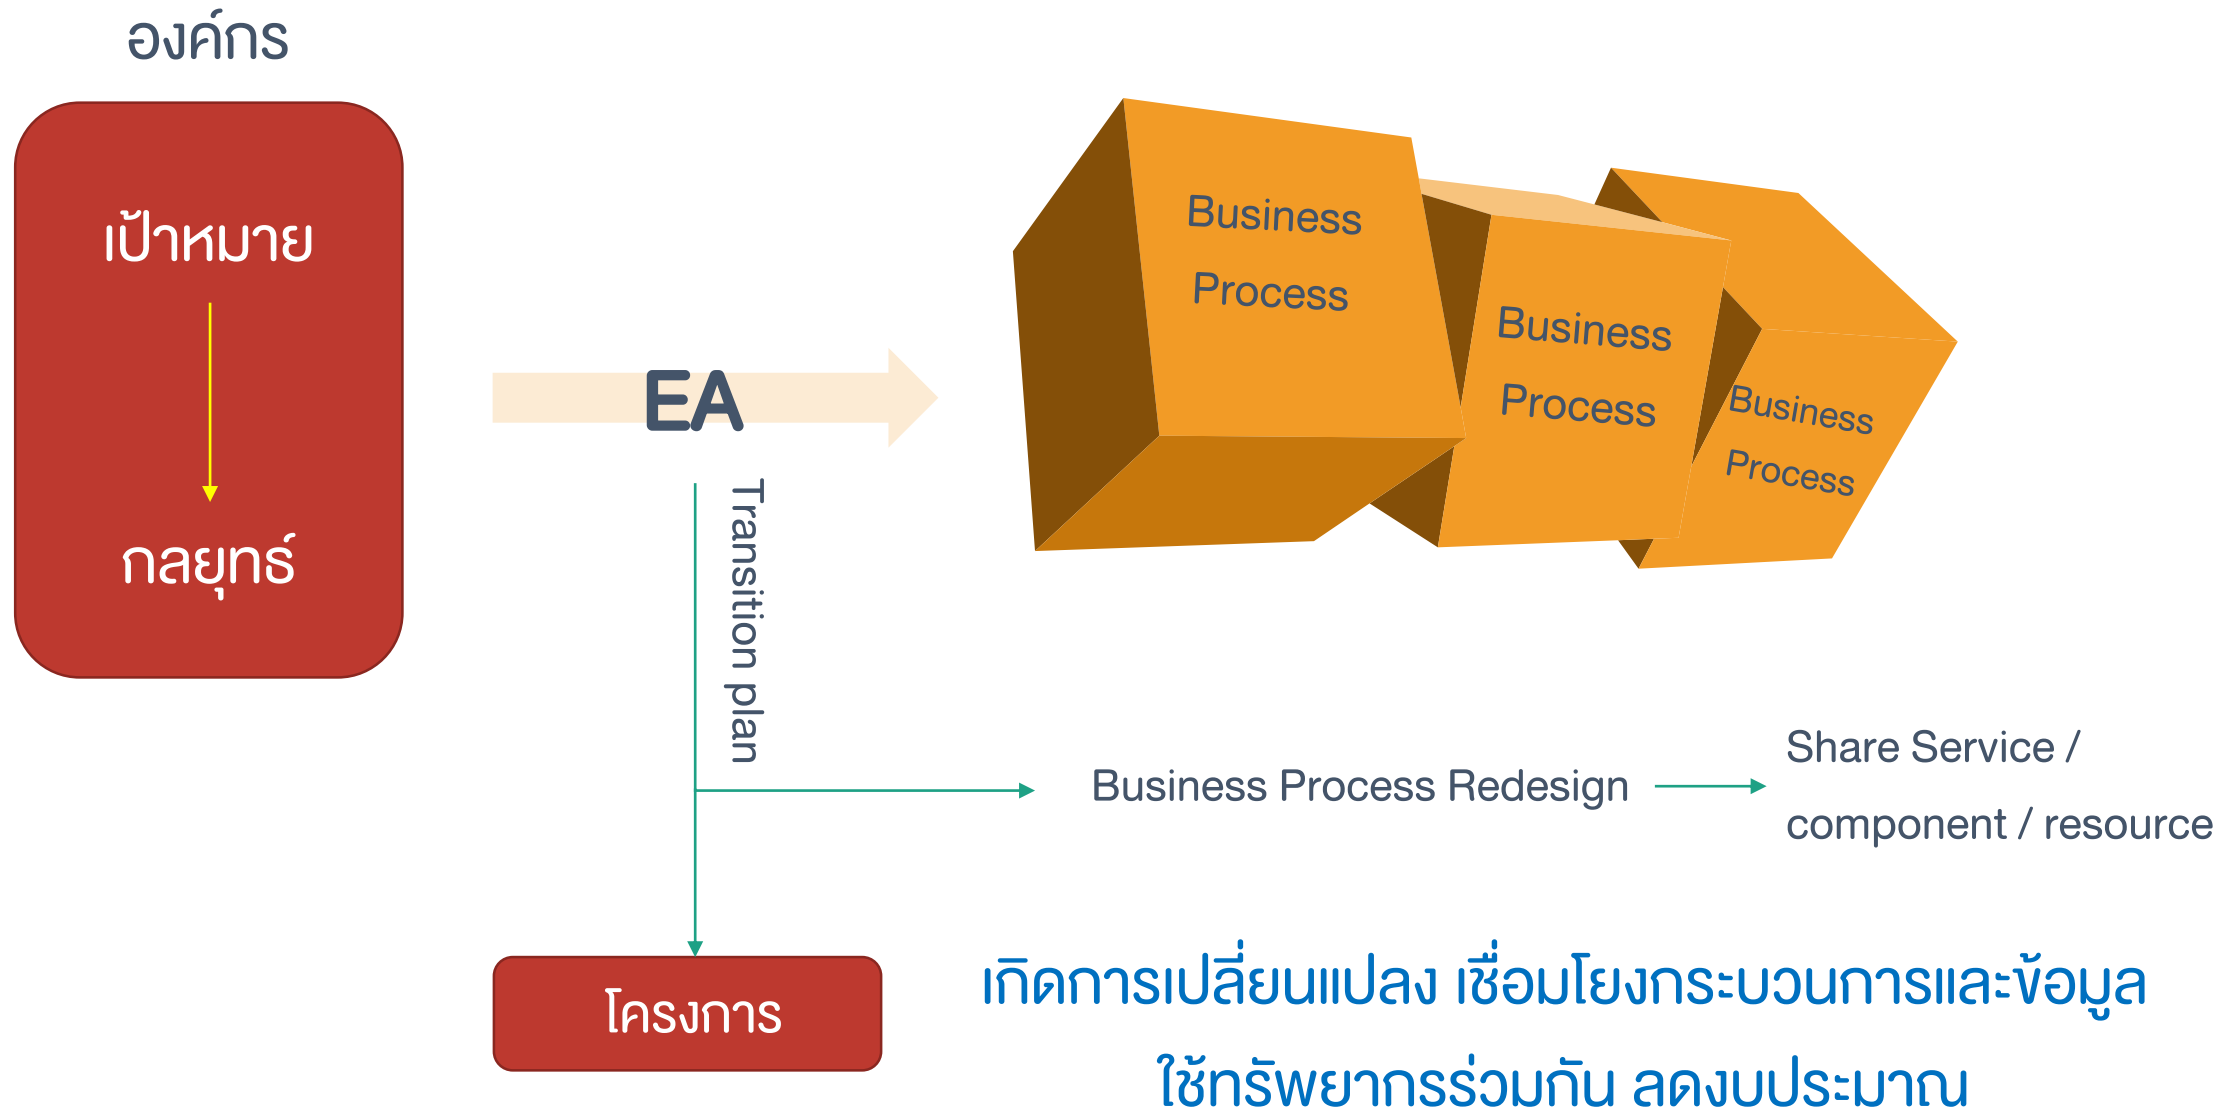 องค์กร
เป้าหมาย
กลยุทธ์
EA
Transition plan
Business
Process
Business
Process
Business
Process
Business Process Redesign
Share Service /
component / resource
โครงการ
เกิดการเปลี่ยนแปลง เชื่อมโยงกระบวนการและข้อมูล
ใช้ทรัพยากรร่วมกัน ลดงบประมาณ